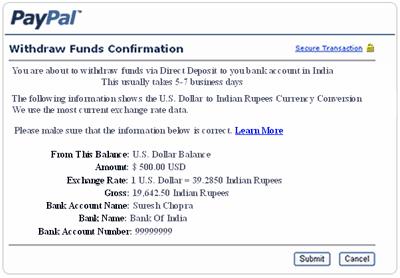 PayPal™
Withdraw Funds Confirmation
Secure Transaction
You are about to withdraw funds via Direct Deposit to you bank account in India
This usually takes 5-7 business days
The following information shows the U.S. Dollar to Indian Rupees Currency Conversion
We use the most current exchange rate data.
Please make sure that the information below is correct. Learn More
From This Balance: U.S. Dollar Balance
Amount: $ 500.00 USD
Exchange Rate: 1 U.S. Dollar = 39.2850 Indian Rupees
Gross: 19,642.50 Indian Rupees
Bank Account Name: Suresh Chopra
Bank Name: Bank Of India
Bank Account Number: 99999999
Submit Cancel